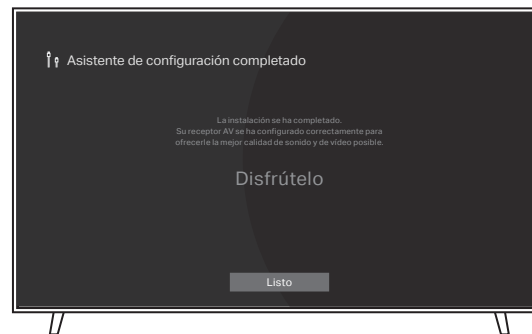 Asistente de configuración completado
La instalación se ha completado.
Su receptor AV se ha configurado correctamente para
ofrecerle la mejor calidad de sonido y de vídeo posible.
Disfrútelo
Listo